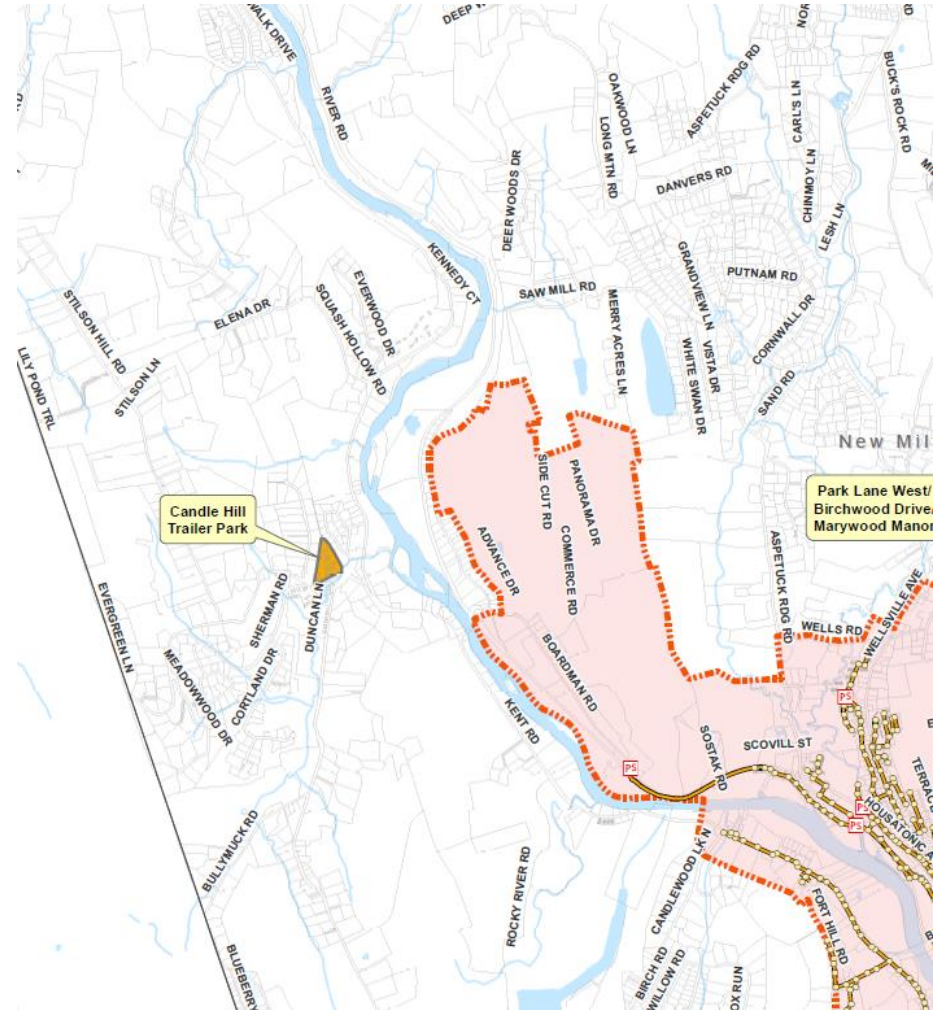 WALK DRIVE
RIVER RD
OAKWOOD LN
LONG MTN RD
ASPETUCK RDG RD
CARL'S LN
CHINMOY LN
BUCK'S ROCK RD
DANVERS RD
LESH LN
DEERWOODS DR
KENNEDY CT
SAW MILL RD
PUTNAM RD
GRANDVIEW LN
VISTA DR
WHITE SWAN DR
CORNWALL DR
SAND RD
MERRY ACRES LN
STILSON HILL RD
ELENA DR
EVERWOOD DR
SQUASH HOLLOW RD
LILY POND TRL
STILSON LN
New Mil
Park Lane West/
Birchwood Drive/
Marywood Manor
Candle Hill
Trailer Park
SIDE CUT RD
PANORAMA DR
COMMERCE RD
ADVANCE DR
ASPETUCK RDG RD
WELLS RD
WELLSVILLE AVE
EVERGREEN LN
SHERMAN RD
DUNCAN LN
CORTLAND DR
MEADOWWOOD DR
BOARDMAN RD
KENT RD
SOSTAK RD
SCOVILL ST
PS
PS
PS
PS
TERRACE
HOUSATONIC A
BULLYMUCK RD
ROCKY RIVER RD
CANDLEWOOD LK N
FORT HILL RD
BIRCH RD
WILLOW RD
OX RUN
BLUEBERRY